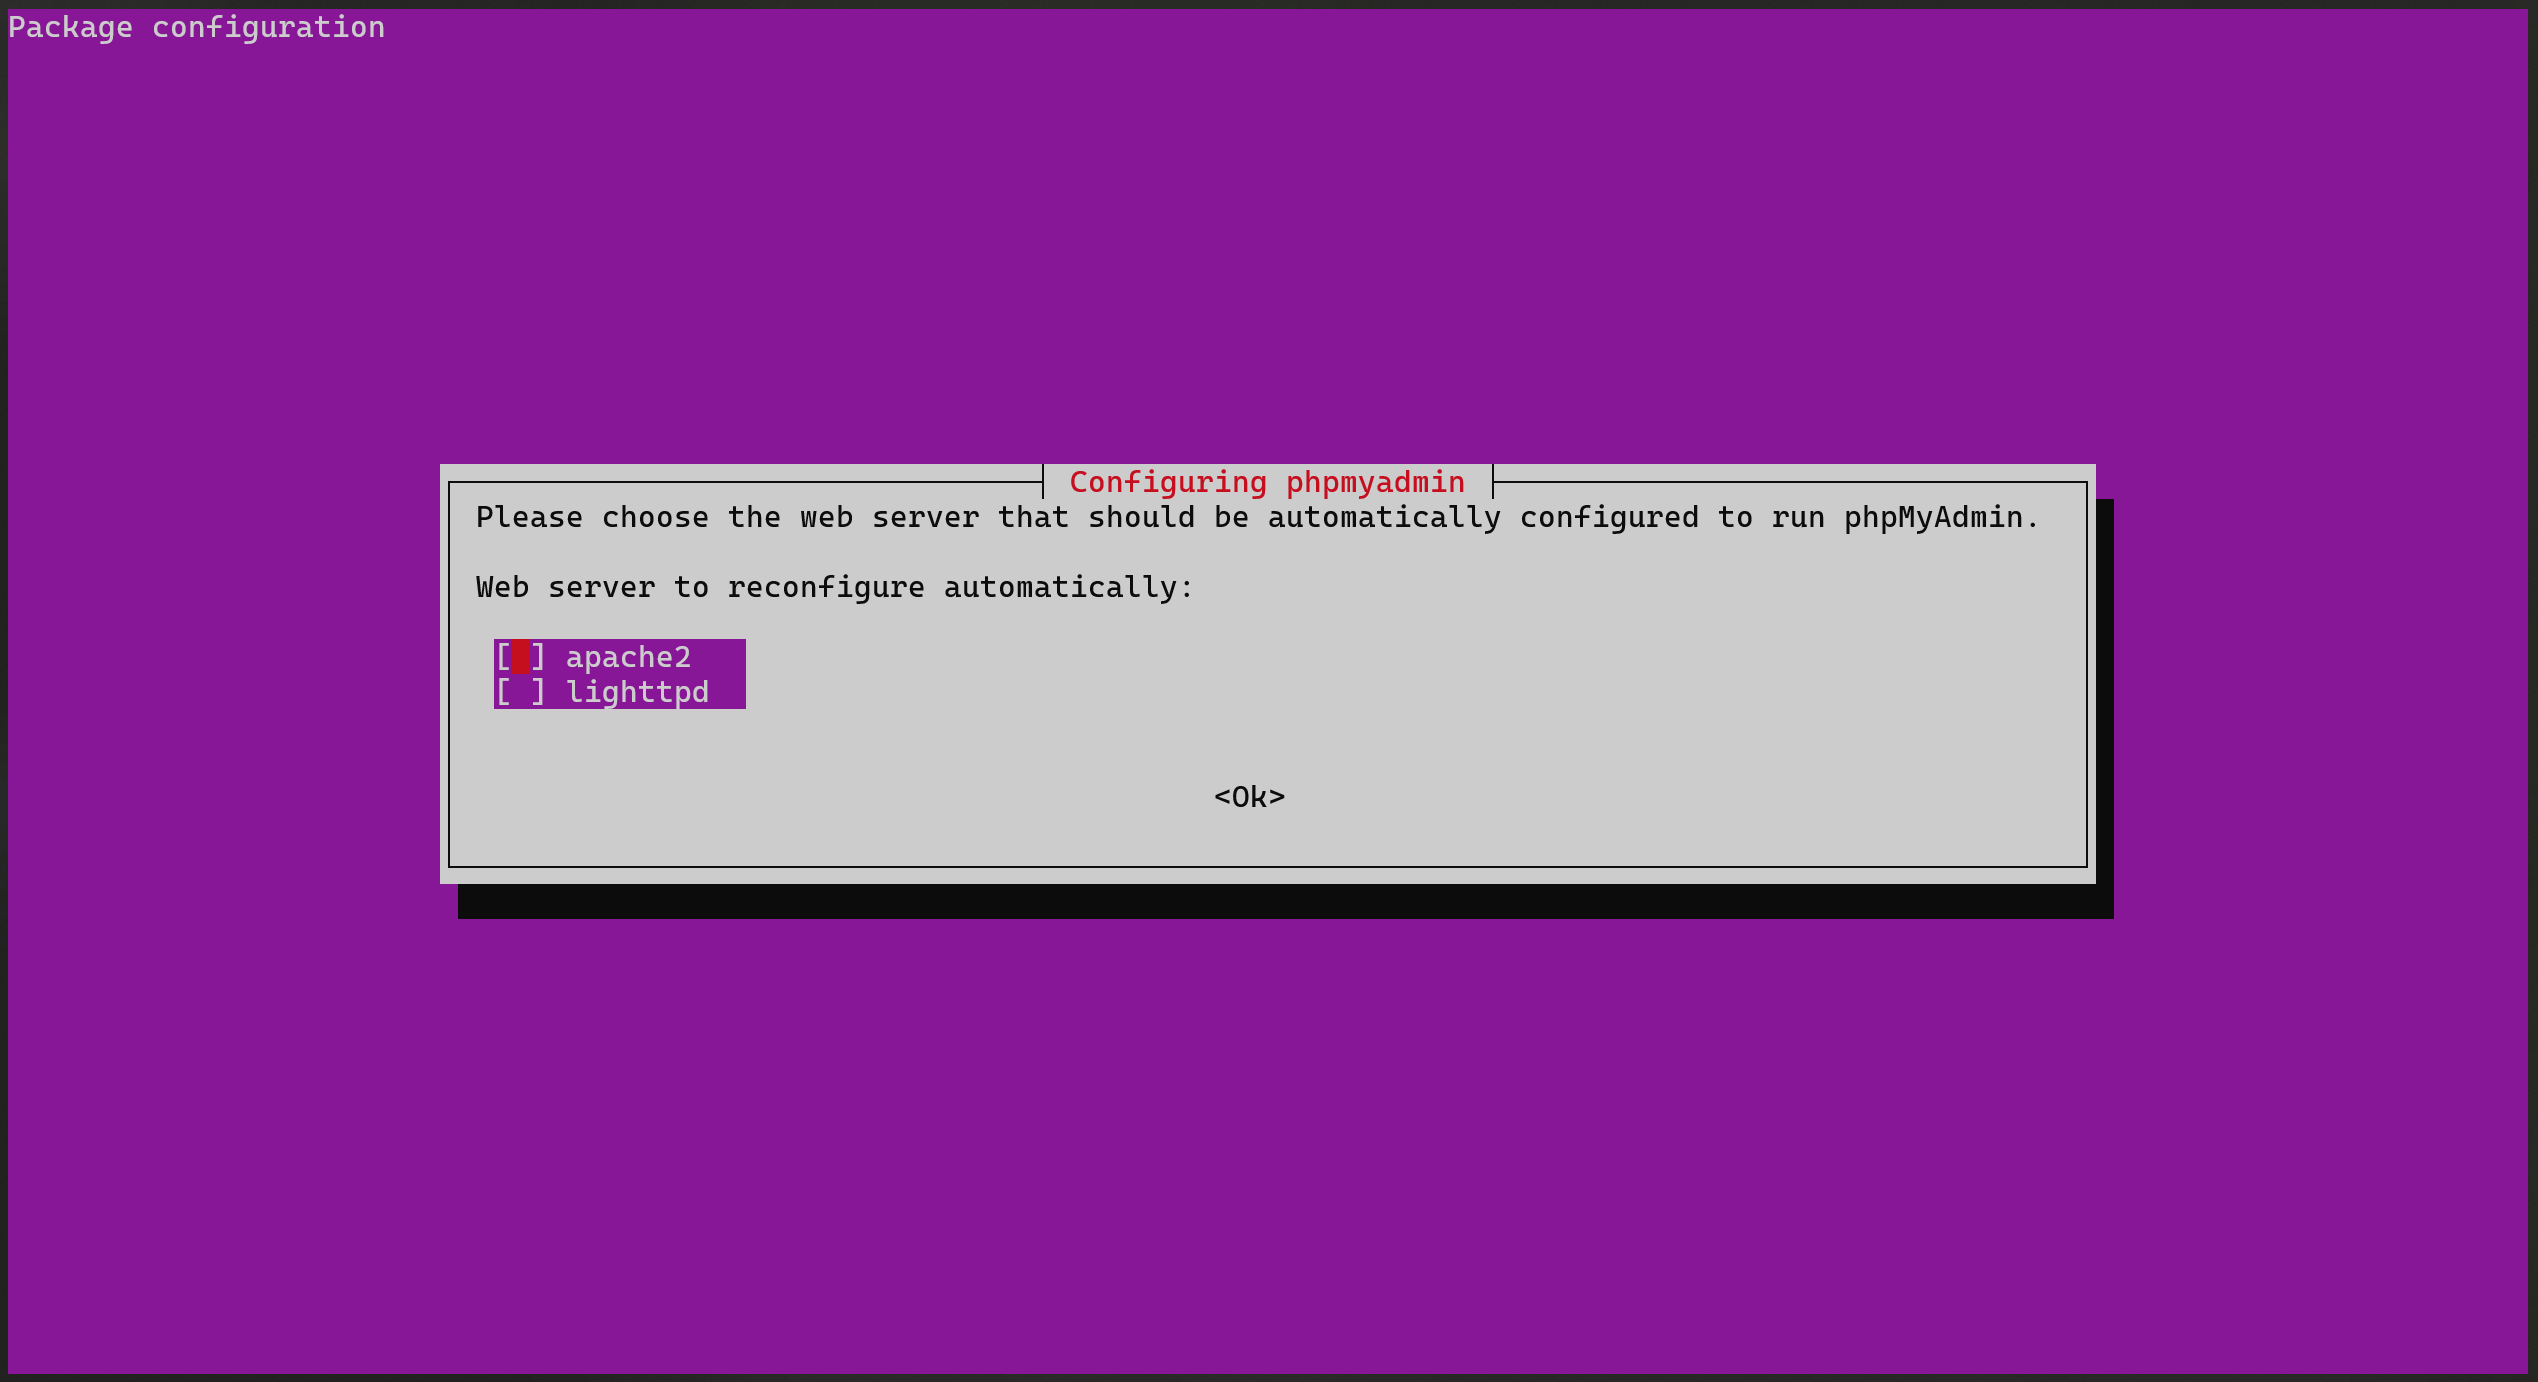 Package configuration
Configuring phpmyadmin
Please choose the web server that should be automatically configured to run phpMyAdmin.
Web server to reconfigure automatically:
[ ] apache2
[ ] lighttpd
<Ok>